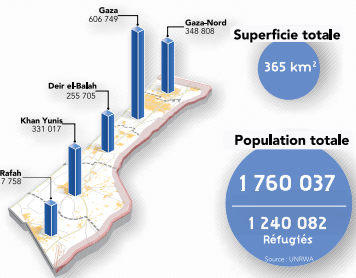 Gaza
606 749
Gaza-Nord
348 808
Deir el-Balah
255 705
Khan Yunis
331 017
Rafah
7 758
Superficie totale
365 km²
Population totale
1 760 037
1 240 082
Réfugiés
Source : UNRWA